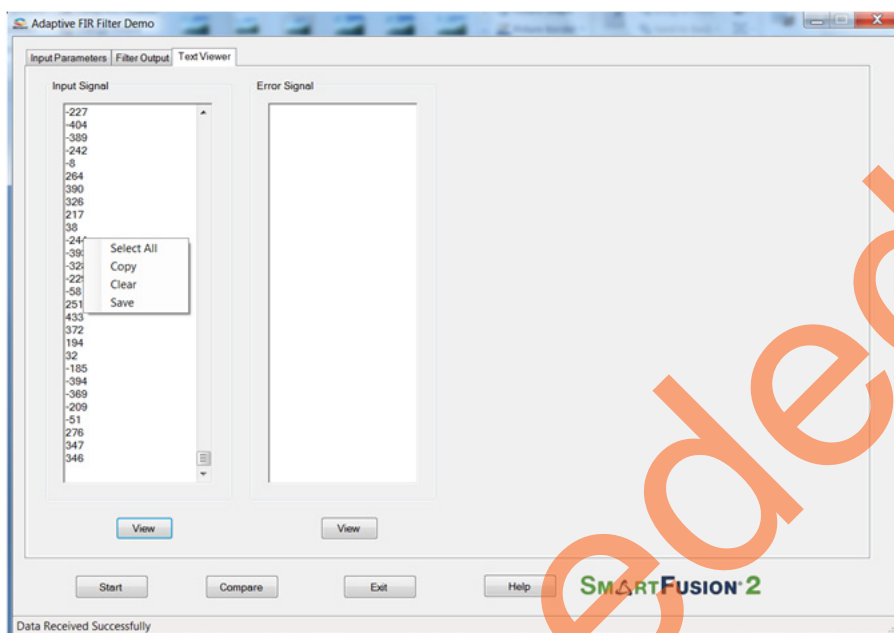 Adaptive FIR Filter Demo
Input Parameters Filter Output Text Viewer
Input Signal Error Signal
-227
-404
-389
-242
-8
264
390
326
217
38
-244
Select All
Copy
-58
Clear
251
Save
433
372
194
32
-185
-394
-369
-209
-51
276
347
346
View View
Start Compare Exit Help SMARTFUSION 2
Data Received Successfully